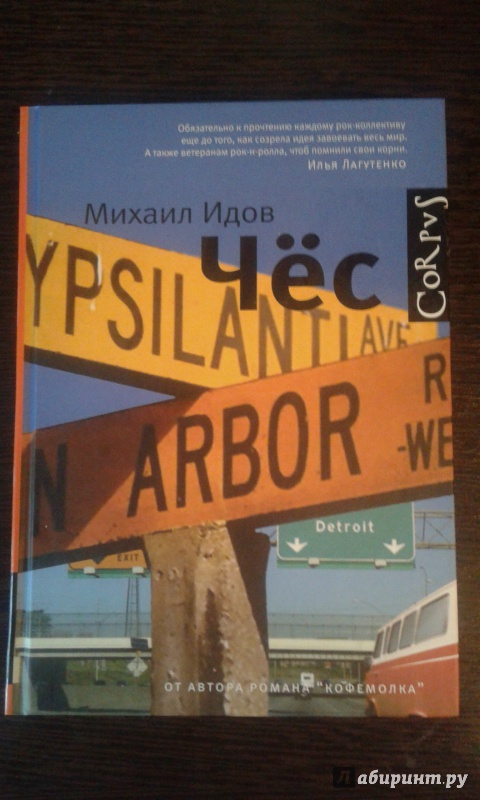 Обязательно к прочтению каждому рок-коллективу
еще до того, как созрела идея завоевать весь мир.
А также ветеранам рок-н-ролла, чтоб помнили свои корни.
Илья Лагутенко
Михаил Идов
Чёс
CORPVS
YPSILANTI AVE
N ARBOR R
-WE
Detroit
EXIT
ОТ АВТОРА РОМАНА "КОФЕМОЛКА"
Лабиринт.ру